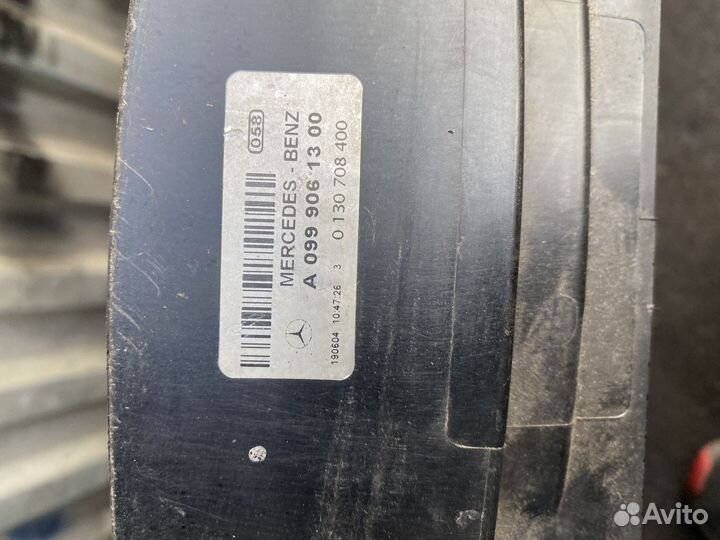 058
MERCEDES - BENZ
A 099 906 13 00
190604 10:47:26 3 0 130 708 400
Avito